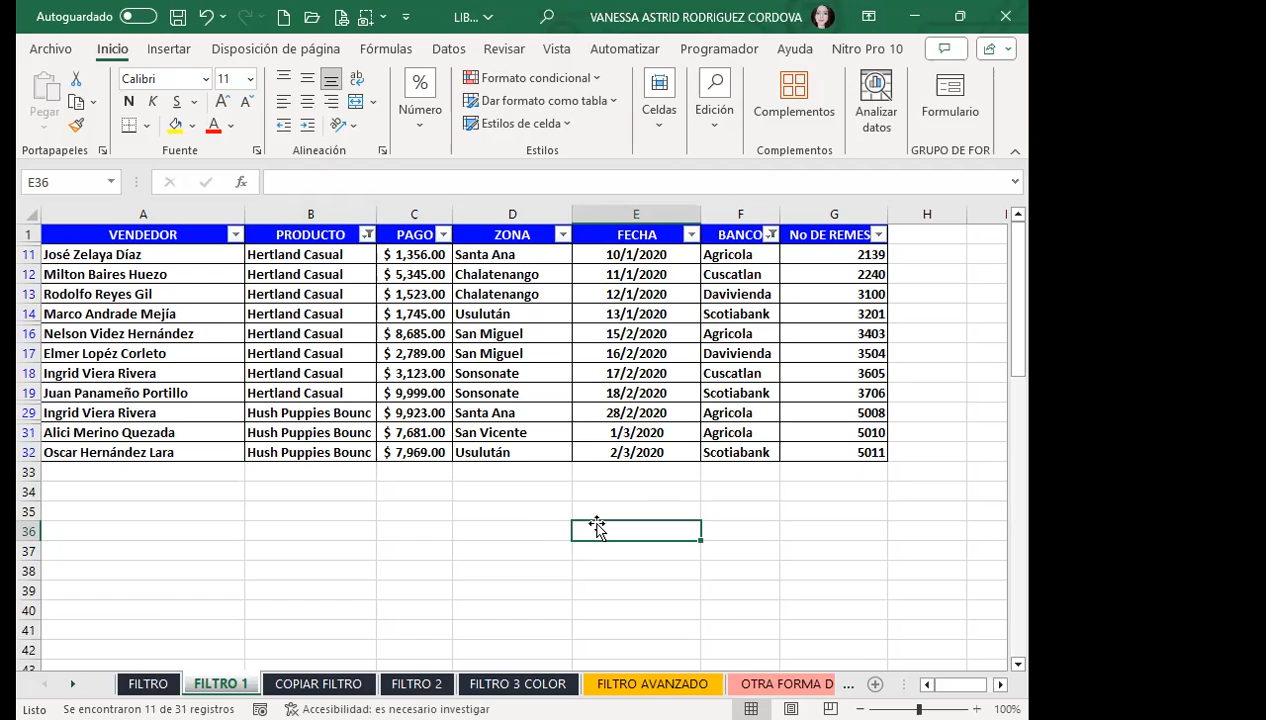 Autoguardado LIB... VANESSA ASTRID RODRIGUEZ CORDOVA
Archivo Inicio Insertar Disposición de página Fórmulas Datos Revisar Vista Automatizar Programador Ayuda Nitro Pro 10
Pegar Calibri 11 Número Formato condicional Celdas Edición Complementos Analizar datos Formulario
N K S A A Dar formato como tabla
A Estilos de celda
Portapapeles Fuente Alineación Estilos Complementos GRUPO DE FOR
E36 fx
A B C D E F G H I
1 VENDEDOR PRODUCTO PAGO ZONA FECHA BANCO No DE REMES
11 José Zelaya Díaz Hertland Casual $ 1,356.00 Santa Ana 10/1/2020 Agricola 2139
12 Milton Baires Huezo Hertland Casual $ 5,345.00 Chalatenango 11/1/2020 Cuscatlan 2240
13 Rodolfo Reyes Gil Hertland Casual $ 1,523.00 Chalatenango 12/1/2020 Davivienda 3100
14 Marco Andrade Mejía Hertland Casual $ 1,745.00 Usulután 13/1/2020 Scotiabank 3201
16 Nelson Videz Hernández Hertland Casual $ 8,685.00 San Miguel 15/2/2020 Agricola 3403
17 Elmer Lopéz Corleto Hertland Casual $ 2,789.00 San Miguel 16/2/2020 Davivienda 3504
18 Ingrid Viera Rivera Hertland Casual $ 3,123.00 Sonsonate 17/2/2020 Cuscatlan 3605
19 Juan Panameño Portillo Hertland Casual $ 9,999.00 Sonsonate 18/2/2020 Scotiabank 3706
29 Ingrid Viera Rivera Hush Puppies Bounc $ 9,923.00 Santa Ana 28/2/2020 Agricola 5008
31 Alici Merino Quezada Hush Puppies Bounc $ 7,681.00 San Vicente 1/3/2020 Agricola 5010
32 Oscar Hernández Lara Hush Puppies Bounc $ 7,969.00 Usulután 2/3/2020 Scotiabank 5011
33
34
35
36
37
38
39
40
41
42
43
FILTRO FILTRO 1 COPIAR FILTRO FILTRO 2 FILTRO 3 COLOR FILTRO AVANZADO OTRA FORMA D ...
Listo Se encontraron 11 de 31 registros Accesibilidad: es necesario investigar 100%